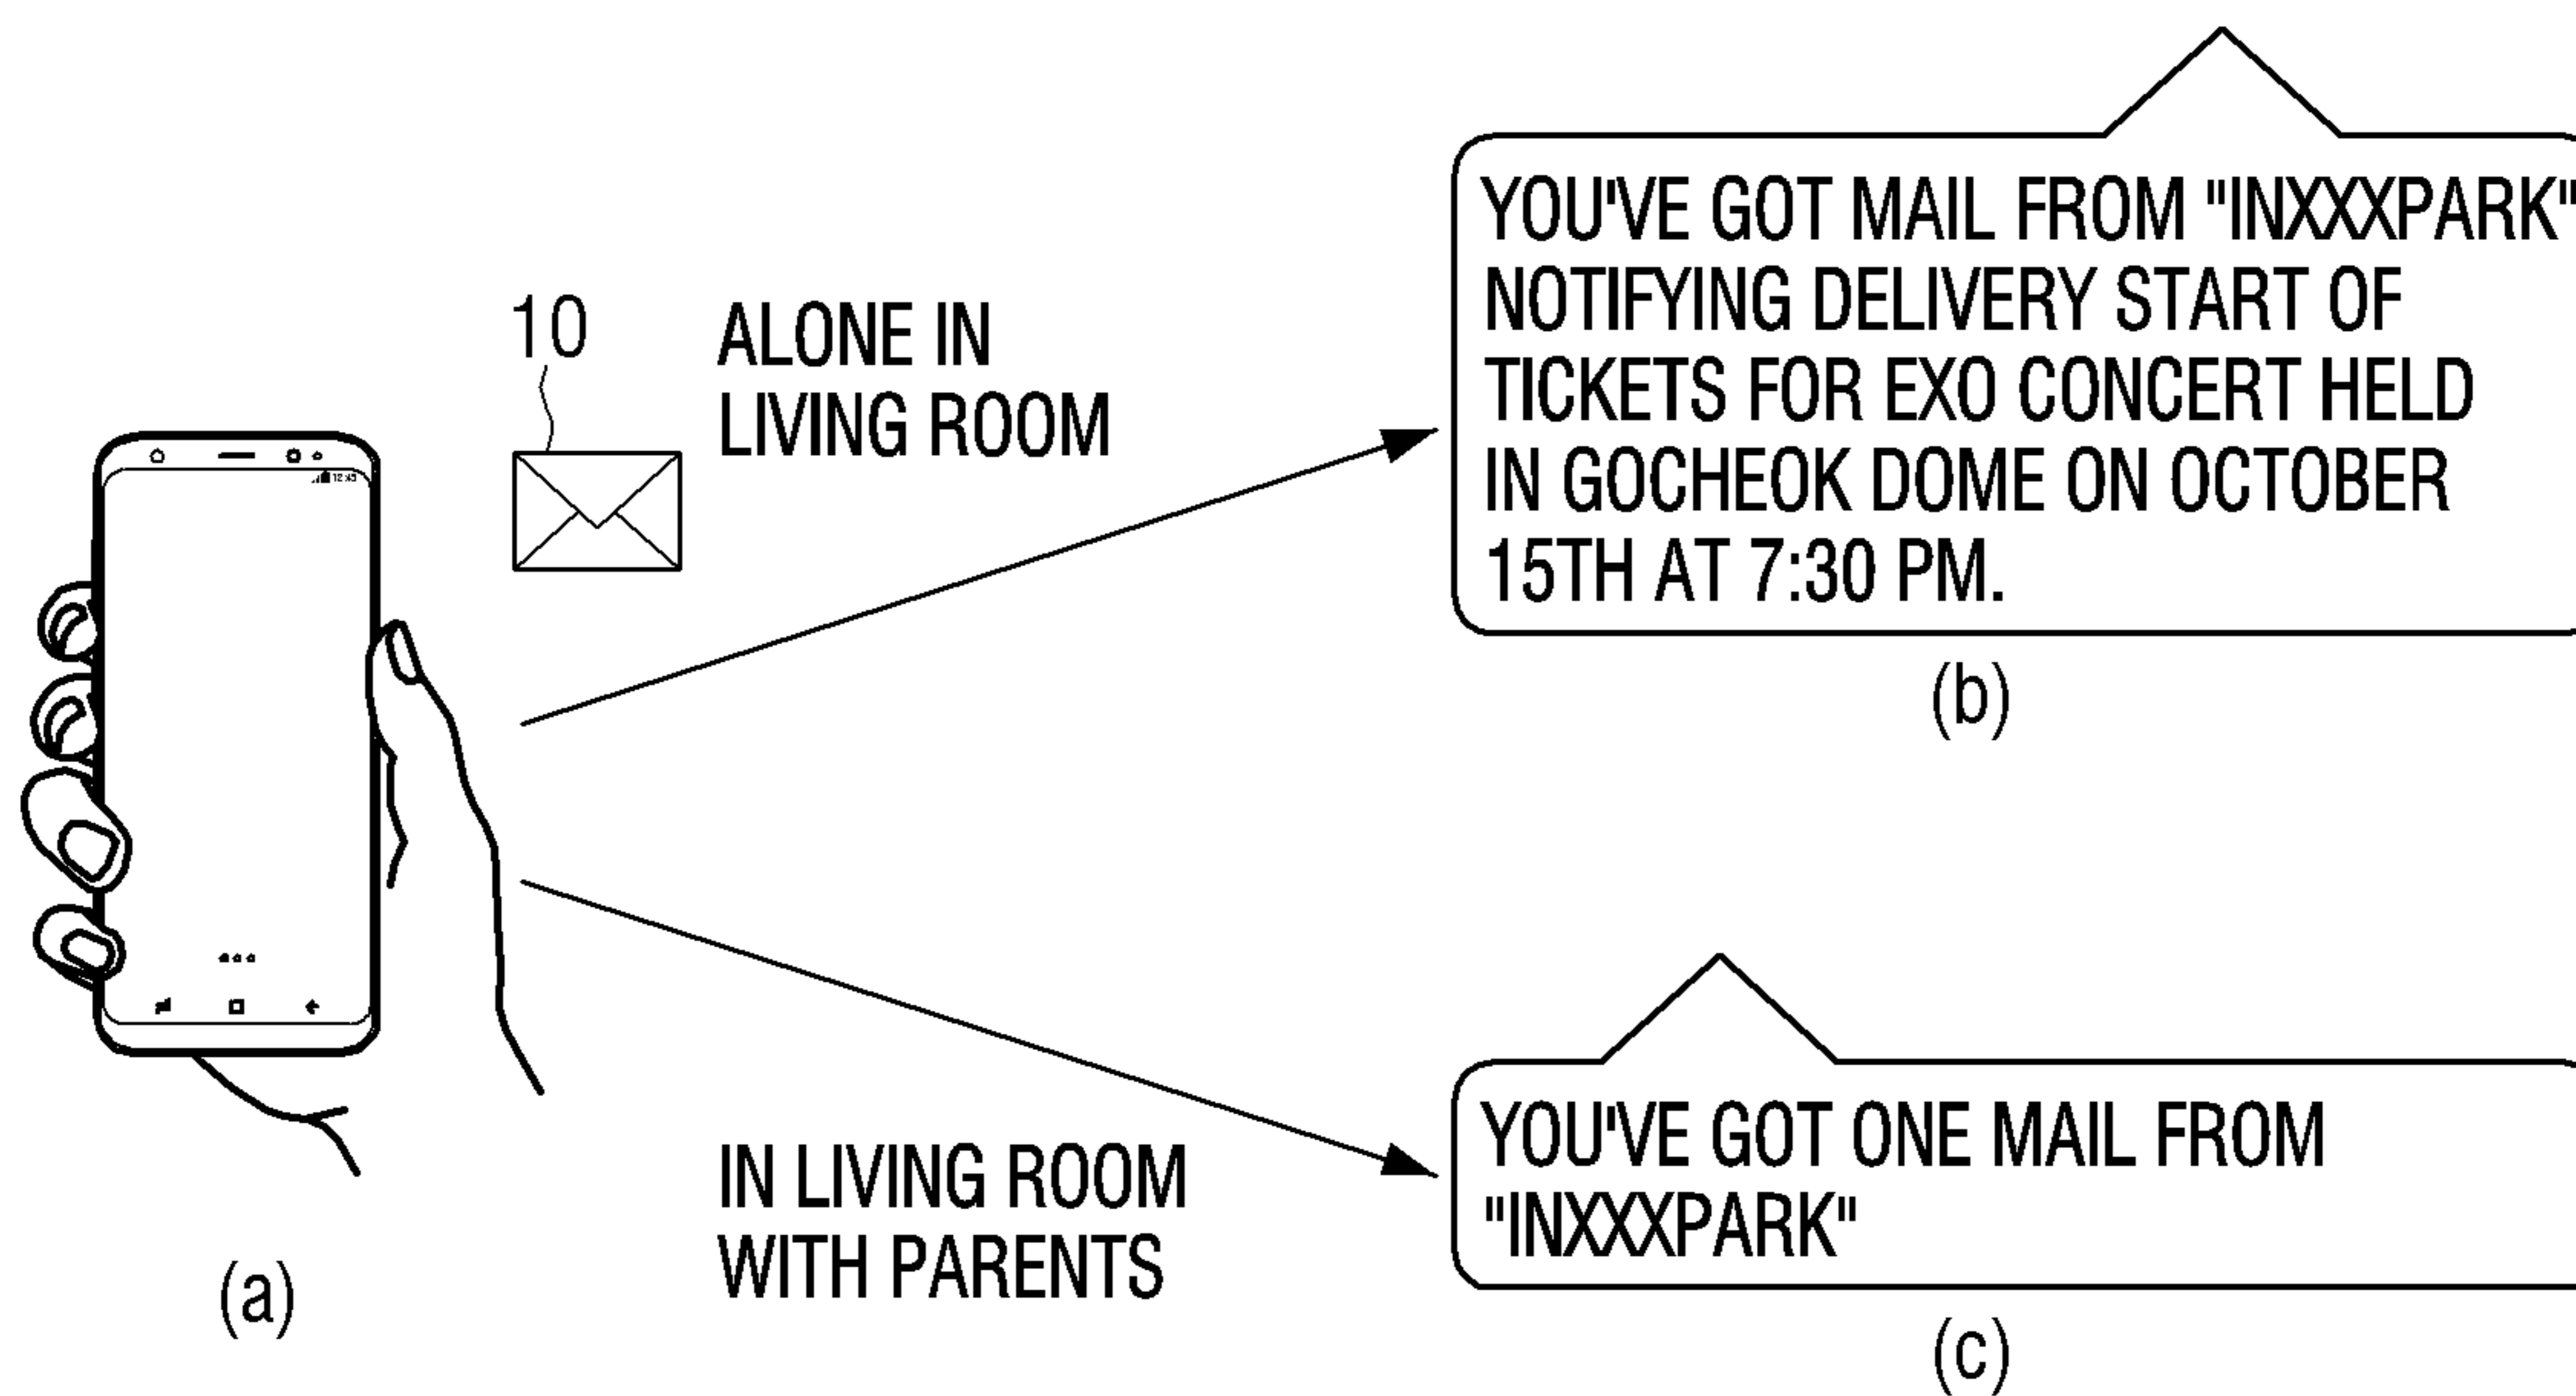 10
ALONE IN
LIVING ROOM
12:45
YOU'VE GOT MAIL FROM "INXXXPARK"
NOTIFYING DELIVERY START OF
TICKETS FOR EXO CONCERT HELD
IN GOCHEOK DOME ON OCTOBER
15TH AT 7:30 PM.
(b)
IN LIVING ROOM
WITH PARENTS
YOU'VE GOT ONE MAIL FROM
"INXXXPARK"
(a)
(c)